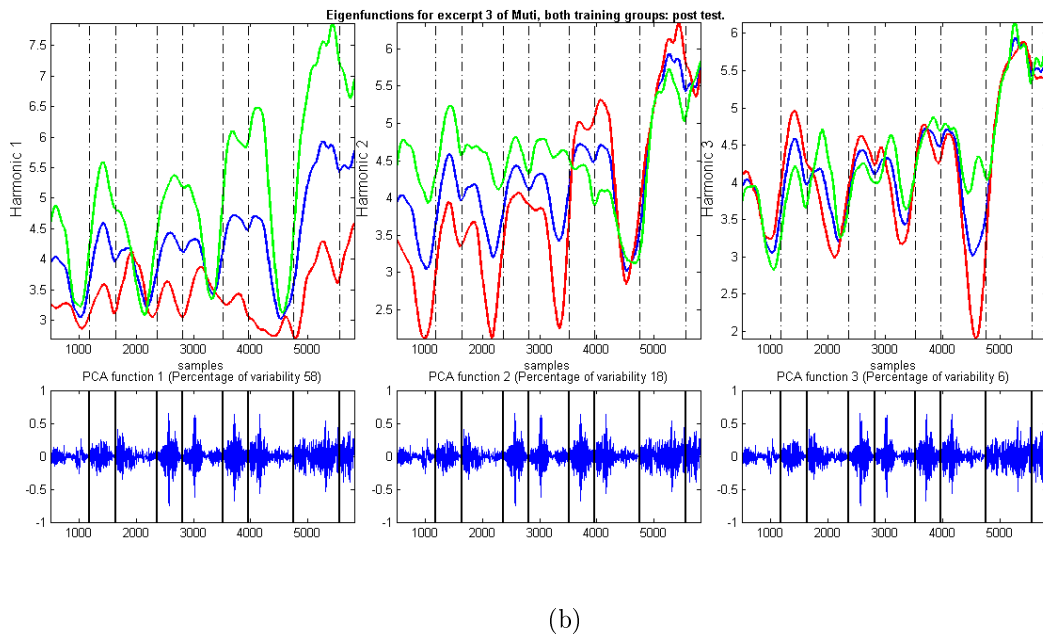 Eigenfunctions for excerpt 3 of Muti, both training groups: post test.
Harmonic 1
7.5
7
6.5
6
5.5
5
4.5
4
3.5
3
1000 2000 3000 4000 5000
samples
Harmonic 2
6
5.5
5
4.5
4
3.5
3
2.5
1000 2000 3000 4000 5000
samples
Harmonic 3
6
5.5
5
4.5
4
3.5
3
2.5
2
1000 2000 3000 4000 5000
samples
PCA function 1 (Percentage of variability 58)
1
0.5
0
-0.5
-1
1000 2000 3000 4000 5000
PCA function 2 (Percentage of variability 18)
1
0.5
0
-0.5
-1
1000 2000 3000 4000 5000
PCA function 3 (Percentage of variability 6)
1
0.5
0
-0.5
-1
1000 2000 3000 4000 5000
(b)